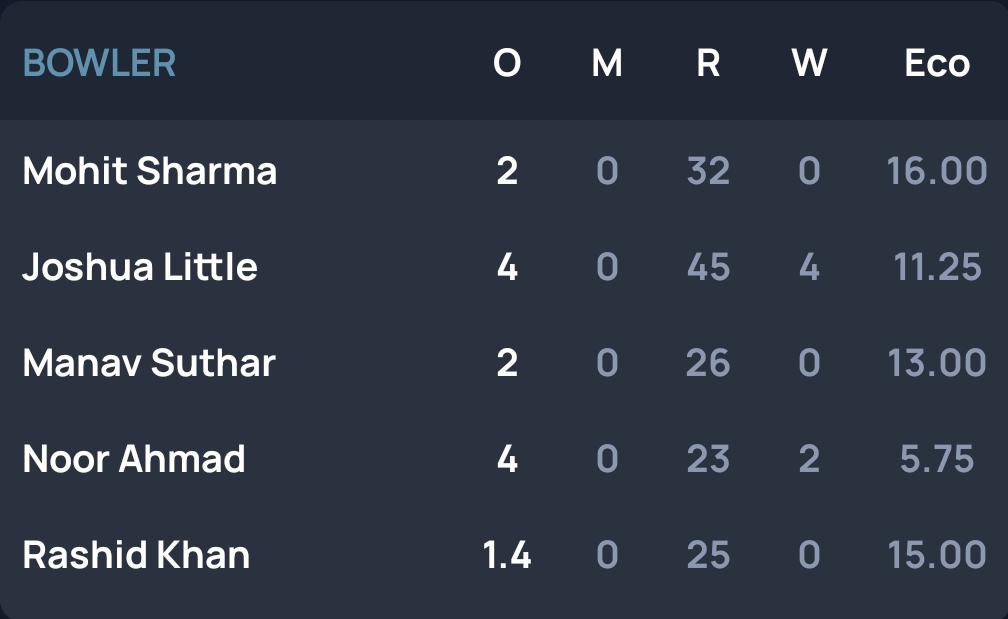 BOWLER O M R W Eco
Mohit Sharma 2 0 32 0 16.00
Joshua Little 4 0 45 4 11.25
Manav Suthar 2 0 26 0 13.00
Noor Ahmad 4 0 23 2 5.75
Rashid Khan 1.4 0 25 0 15.00